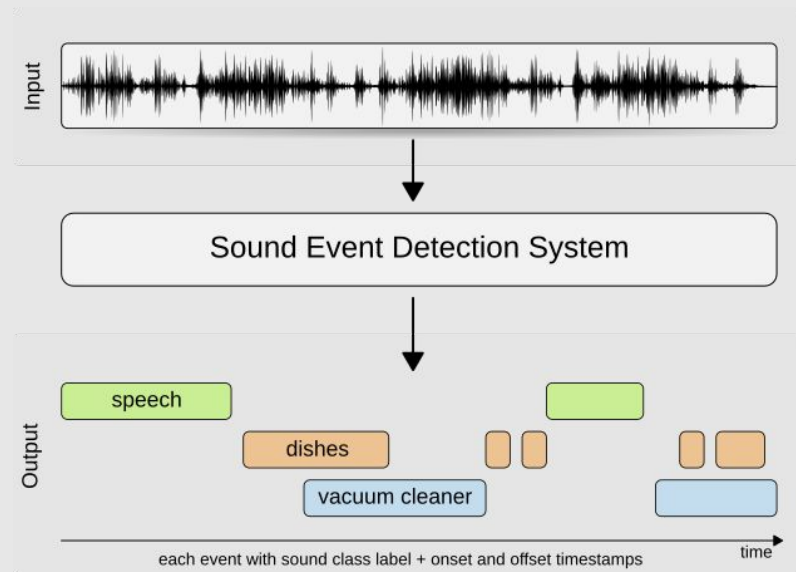 Input
Sound Event Detection System
Output
speech
dishes
vacuum cleaner
time
each event with sound class label + onset and offset timestamps